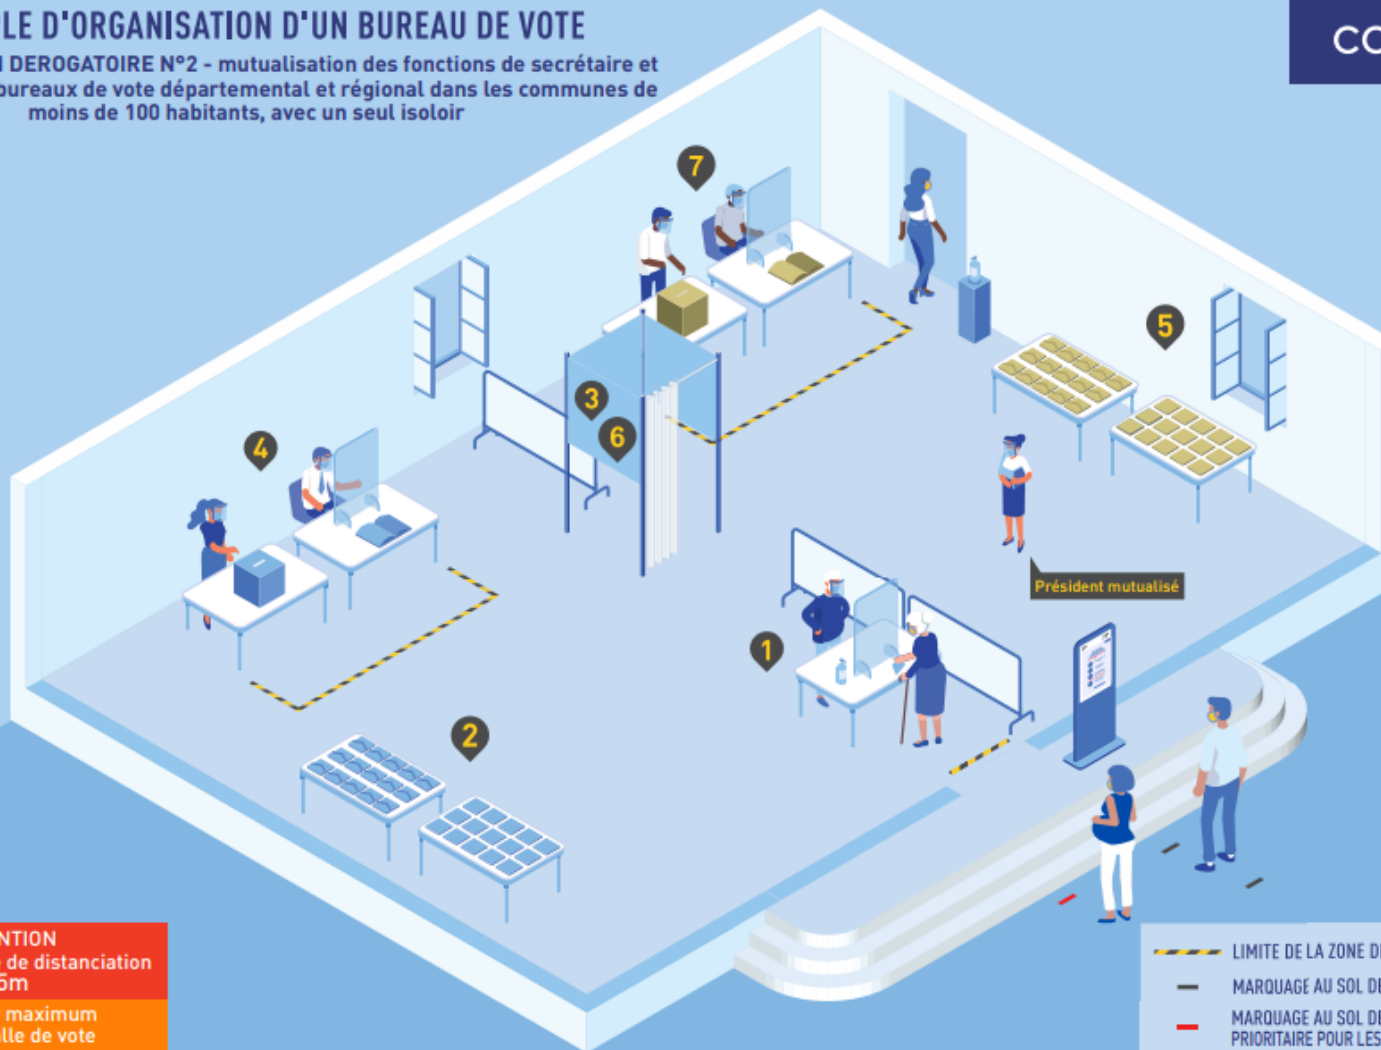 LE D'ORGANISATION D'UN BUREAU DE VOTE
DEROGATOIRE N°2 - mutualisation des fonctions de secrétaire et
bureaux de vote départemental et régional dans les communes de
moins de 100 habitants, avec un seul isoloir
CO
7
5
3
6
4
Président mutualisé
1
2
NTION
de distanciation
5m
maximum
lle de vote
LIMITE DE LA ZONE DE
MARQUAGE AU SOL DE
MARQUAGE AU SOL DE
PRIORITAIRE POUR LES